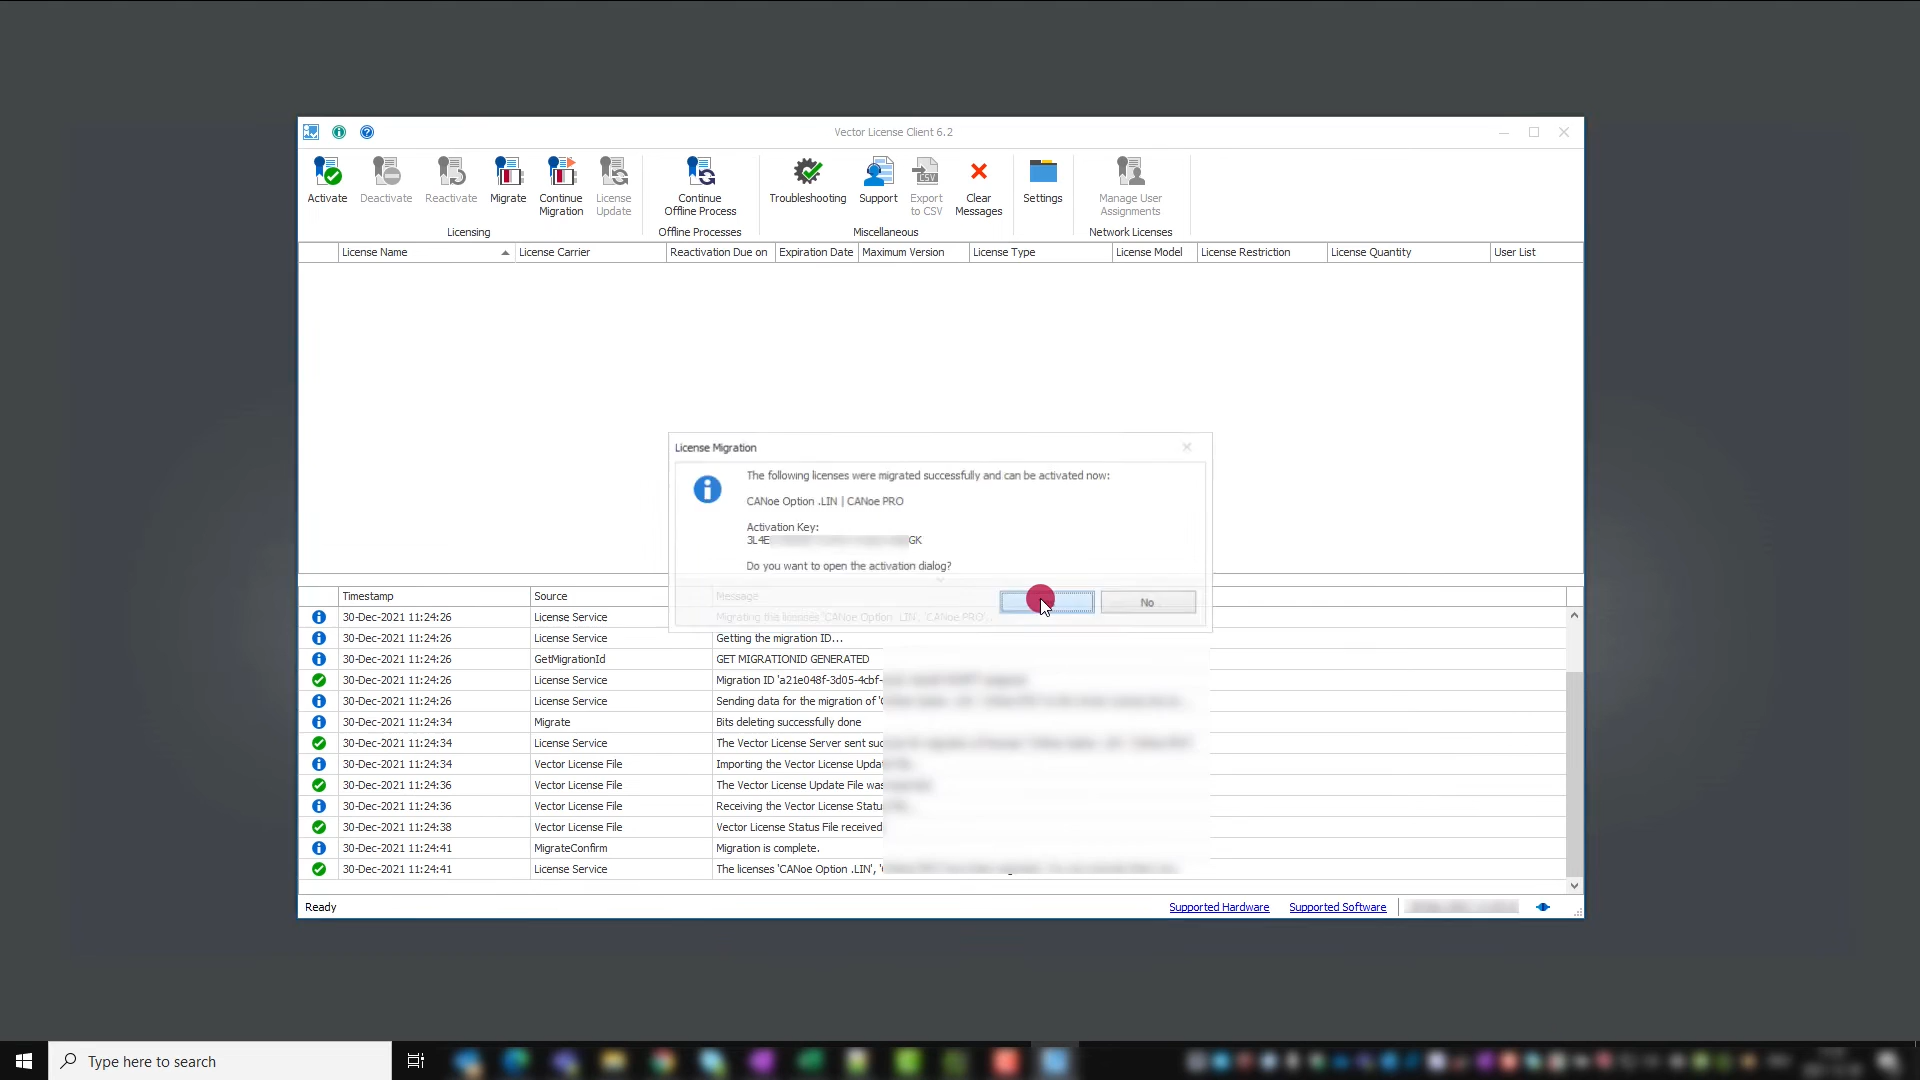 Vector License Client 6.2
Activate
Deactivate
Reactivate
Migrate
Continue
Migration
License
Update
Continue
Offline Process
Troubleshooting
Support
Export
to CSV
Clear
Messages
Settings
Manage User
Assignments
Licensing
Offline Processes
Miscellaneous
Network Licenses
License Name License Carrier Reactivation Due on Expiration Date Maximum Version License Type License Model License Restriction License Quantity User List
License Migration
The following licenses were migrated successfully and can be activated now:
CANoe Option .LIN | CANoe PRO
Activation Key:
3L4E GK
Do you want to open the activation dialog?
No
Timestamp Source Message
30-Dec-2021 11:24:26 License Service Migrating this licenses 'CANoe Option .LIN', 'CANoe PRO'...
30-Dec-2021 11:24:26 License Service Getting the migration ID...
30-Dec-2021 11:24:26 GetMigrationId GET MIGRATIONID GENERATED
30-Dec-2021 11:24:26 License Service Migration ID 'a21e048f-3d05-4cbf-
30-Dec-2021 11:24:26 License Service Sending data for the migration of
30-Dec-2021 11:24:34 Migrate Bits deleting successfully done
30-Dec-2021 11:24:34 License Service The Vector License Server sent
30-Dec-2021 11:24:34 Vector License File Importing the Vector License
30-Dec-2021 11:24:36 Vector License File The Vector License Update File was
30-Dec-2021 11:24:36 Vector License File Receiving the Vector License
30-Dec-2021 11:24:38 Vector License File Vector License Status File received
30-Dec-2021 11:24:41 MigrateConfirm Migration is complete.
30-Dec-2021 11:24:41 License Service The licenses 'CANoe Option .LIN',
Ready
Supported Hardware Supported Software
Type here to search